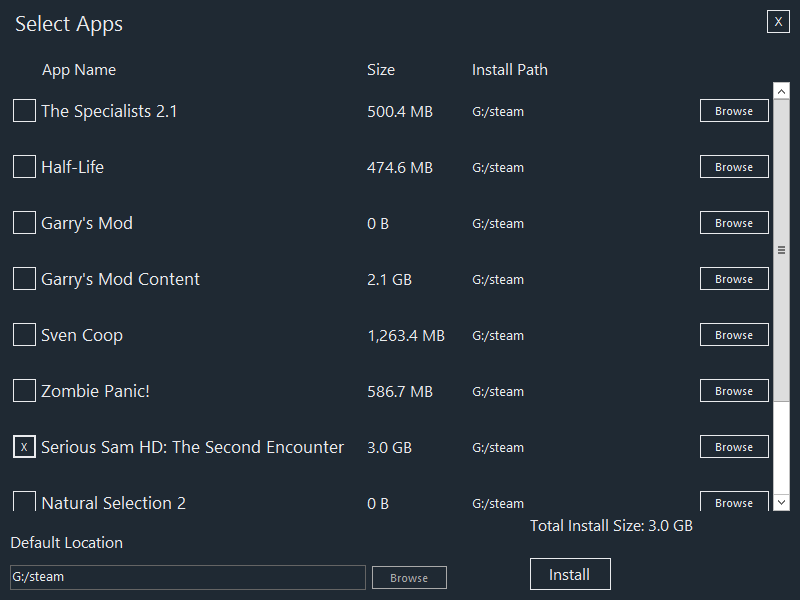 Select Apps X
App Name Size Install Path
The Specialists 2.1 500.4 MB G:/steam Browse
Half-Life 474.6 MB G:/steam Browse
Garry's Mod 0 B G:/steam Browse
Garry's Mod Content 2.1 GB G:/steam Browse
Sven Coop 1,263.4 MB G:/steam Browse
Zombie Panic! 586.7 MB G:/steam Browse
X Serious Sam HD: The Second Encounter 3.0 GB G:/steam Browse
Natural Selection 2 0 B G:/steam Browse
Total Install Size: 3.0 GB
Default Location
G:/steam Browse Install